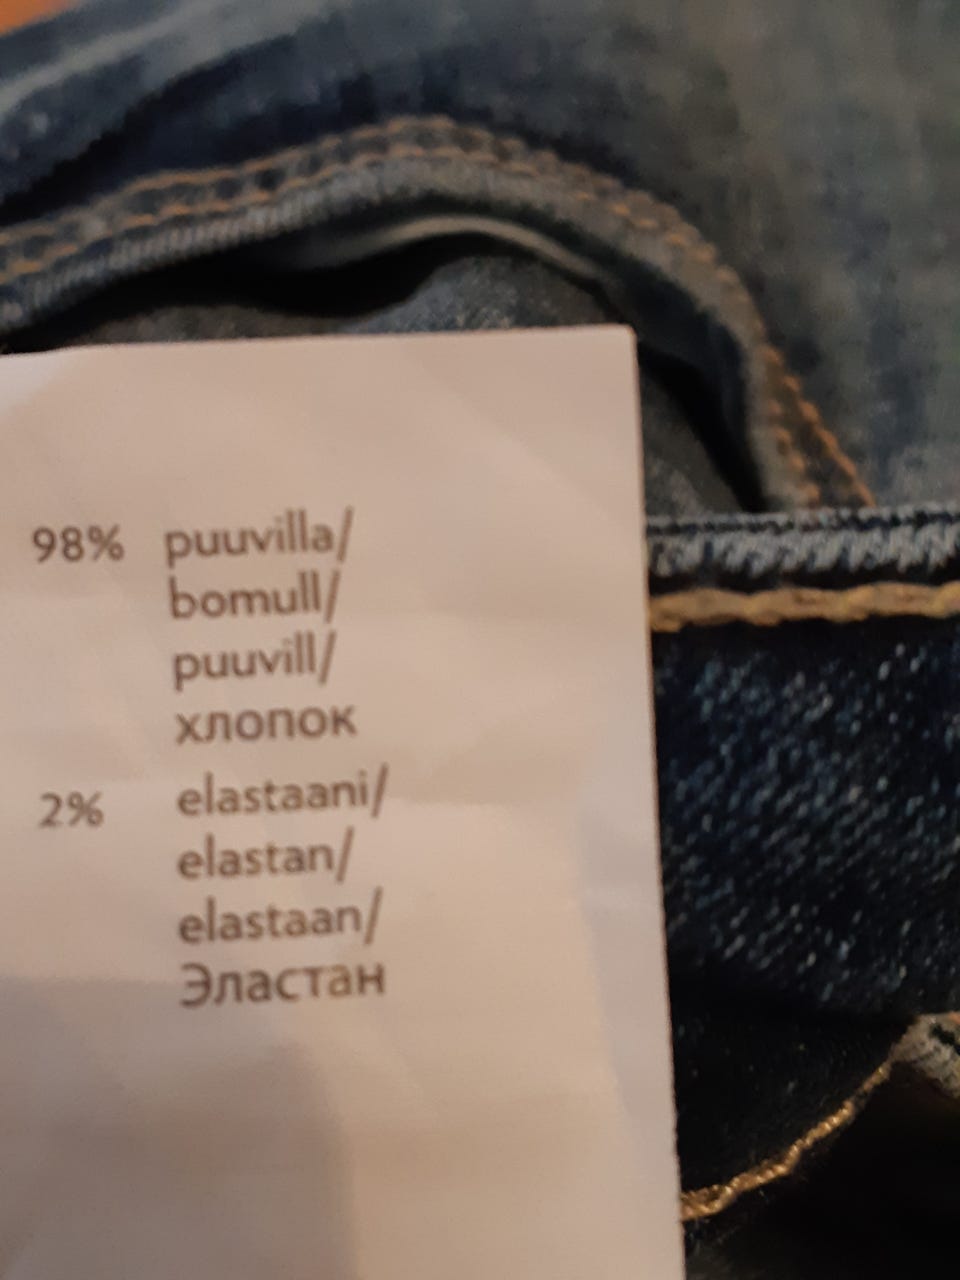 98% puuvilla/
bomull/
puuvill/
хлопок
2% elastaani/
elastan/
elastaan/
Эластан